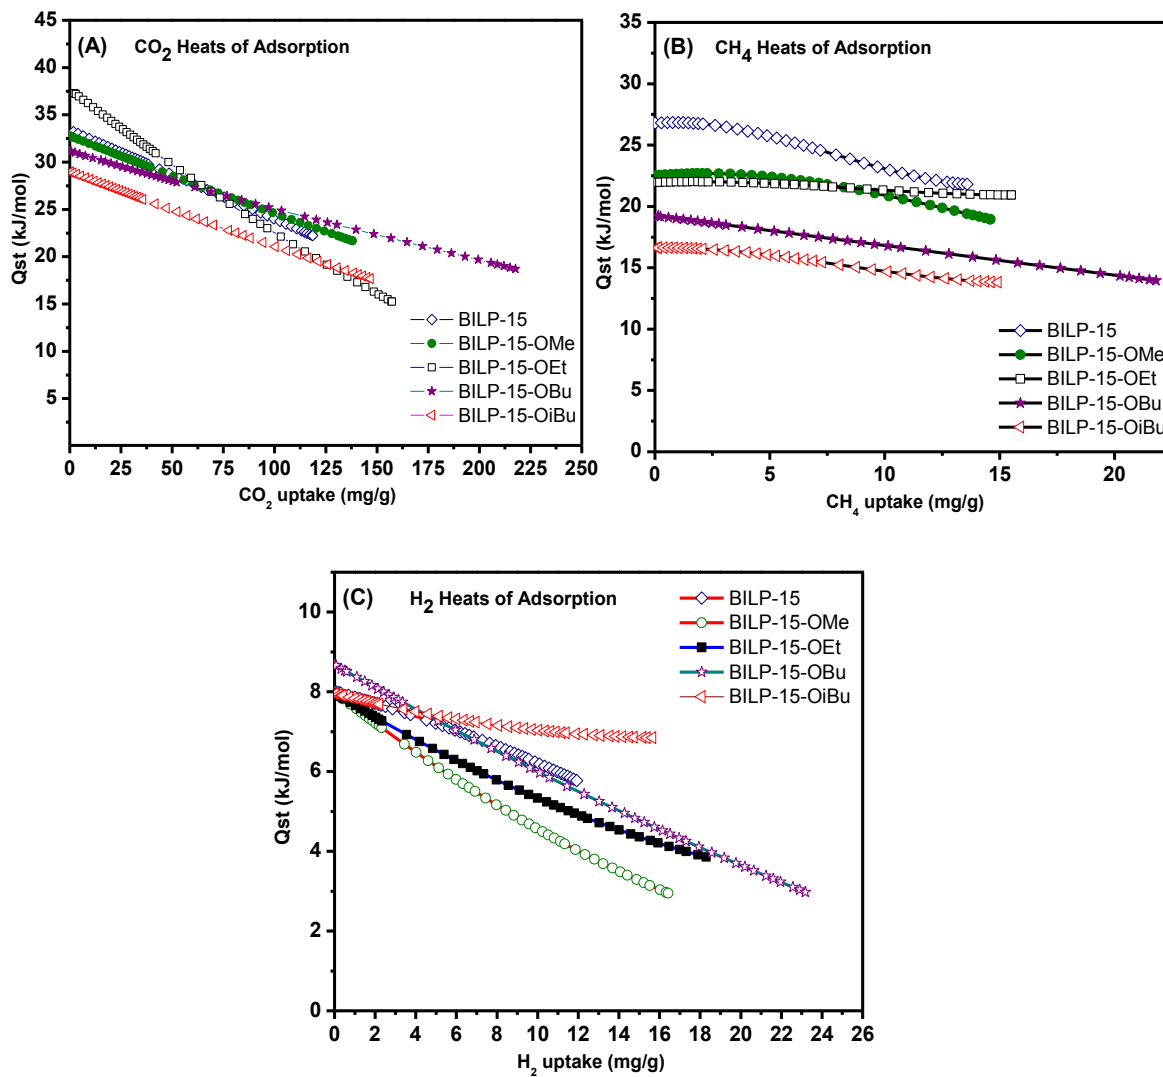 (A) CO2 Heats of Adsorption
45
40
35
30
25
20
15
10
5
Qst (kJ/mol)
BILP-15
BILP-15-OMe
BILP-15-OEt
BILP-15-OBu
BILP-15-OiBu
0 25 50 75 100 125 150 175 200 225 250
CO2 uptake (mg/g)
(B) CH4 Heats of Adsorption
35
30
25
20
15
10
5
0
Qst (kJ/mol)
BILP-15
BILP-15-OMe
BILP-15-OEt
BILP-15-OBu
BILP-15-OiBu
0 5 10 15 20
CH4 uptake (mg/g)
(C) H2 Heats of Adsorption
10
8
6
4
2
0
Qst (kJ/mol)
BILP-15
BILP-15-OMe
BILP-15-OEt
BILP-15-OBu
BILP-15-OiBu
0 2 4 6 8 10 12 14 16 18 20 22 24 26
H2 uptake (mg/g)